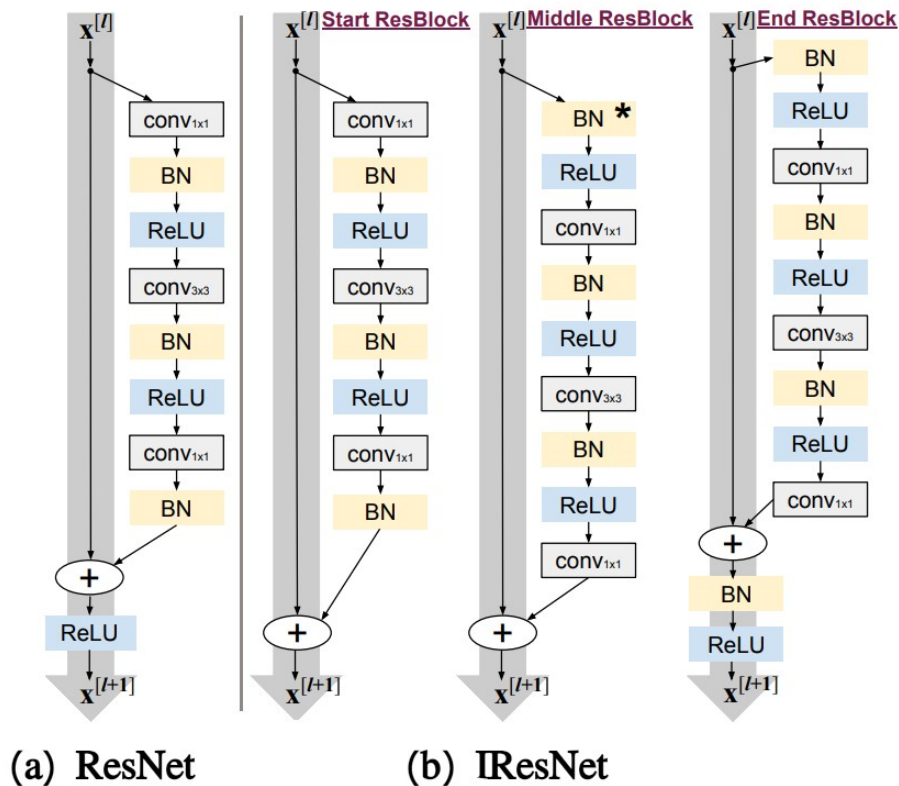 x[l]
conv1x1
BN
ReLU
conv3x3
BN
ReLU
conv1x1
BN
+
ReLU
x[l+1]
(a) ResNet
x[l]
Start ResBlock
conv1x1
BN
ReLU
conv3x3
BN
ReLU
conv1x1
BN
+
x[l+1]
x[l]
Middle ResBlock
BN *
ReLU
conv1x1
BN
ReLU
conv3x3
BN
ReLU
conv1x1
+
x[l+1]
x[l]
End ResBlock
BN
ReLU
conv1x1
BN
ReLU
conv3x3
BN
ReLU
conv1x1
+
BN
ReLU
x[l+1]
(b) IResNet